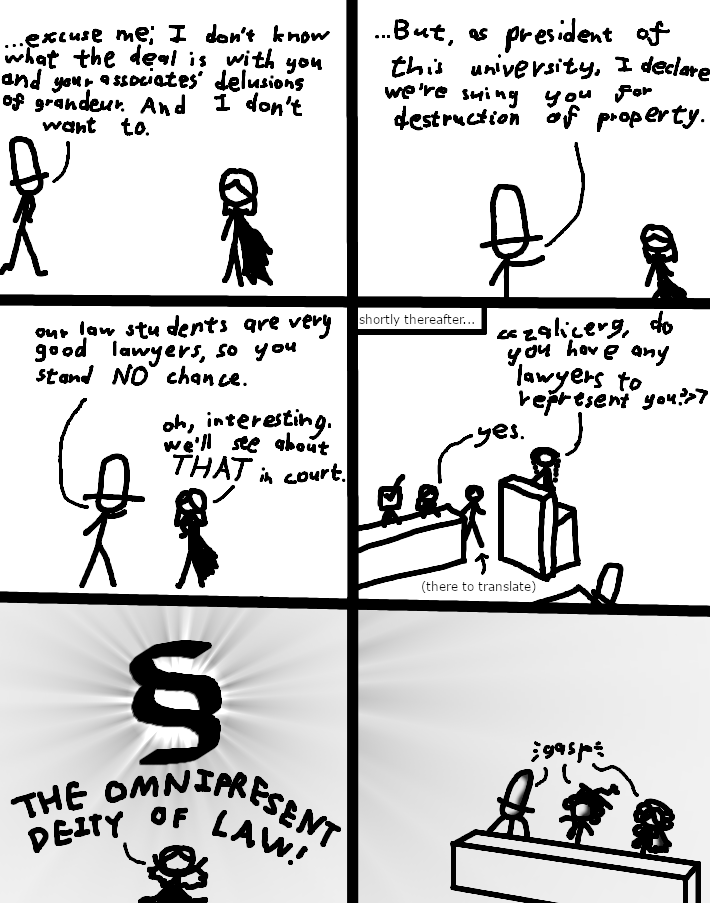 ...excuse me; I don't know
what the deal is with you
and your associates' delusions
of grandeur. And I don't
want to.
...But, as president of
this university, I declare
we're suing you for
destruction of property.
our law students are very
good lawyers, so you
stand NO chance.
oh, interesting.
we'll see about
THAT in court.
shortly thereafter...
czalicerg, do
you have any
lawyers to
represent you???
yes.
(there to translate)
§
THE OMNIPRESENT
DEITY OF LAW!
gasp